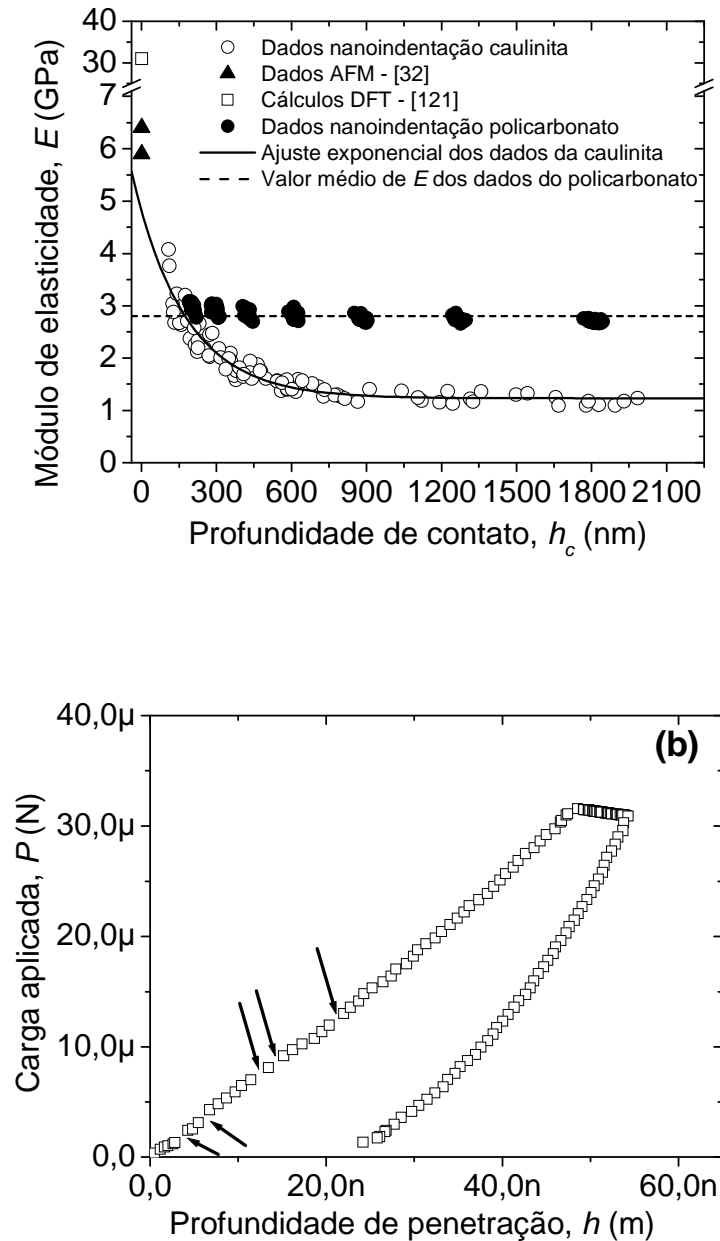 40
30
7
6
5
4
3
2
1
0
Módulo de elasticidade, E (GPa)
Dados nanoindentação caulinita
Dados AFM - [32]
Cálculos DFT - [121]
Dados nanoindentação policarbonato
Ajuste exponencial dos dados da caulinita
Valor médio de E dos dados do policarbonato
0 300 600 900 1200 1500 1800 2100
Profundidade de contato, h_c (nm)
(b)
40,0µ
30,0µ
20,0µ
10,0µ
0,0
Carga aplicada, P (N)
0,0 20,0n 40,0n 60,0n
Profundidade de penetração, h (m)